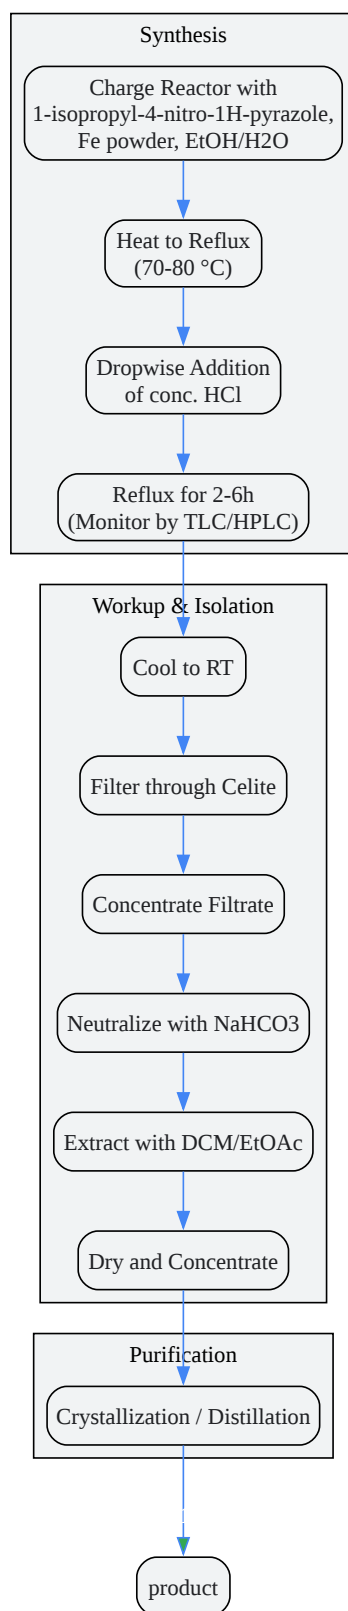 Synthesis
Charge Reactor with
1-isopropyl-4-nitro-1H-pyrazole,
Fe powder, EtOH/H2O
Heat to Reflux
(70-80 °C)
Dropwise Addition
of conc. HCl
Reflux for 2-6h
(Monitor by TLC/HPLC)
Workup & Isolation
Cool to RT
Filter through Celite
Concentrate Filtrate
Neutralize with NaHCO3
Extract with DCM/EtOAc
Dry and Concentrate
Purification
Crystallization / Distillation
product